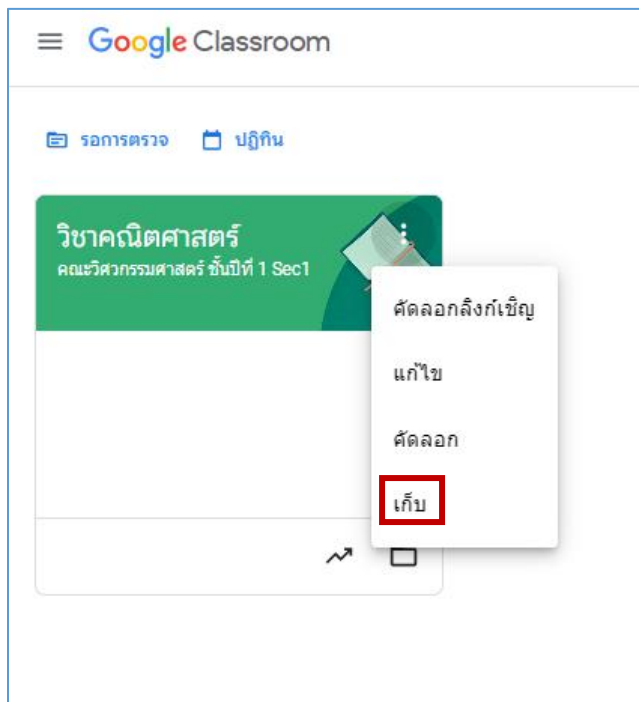 Google Classroom
รอการตรวจ ปฏิทิน
วิชาคณิตศาสตร์
คณะวิศวกรรมศาสตร์ ชั้นปีที่ 1 Sec1
คัดลอกลิงก์เชิญ
แก้ไข
คัดลอก
เก็บ